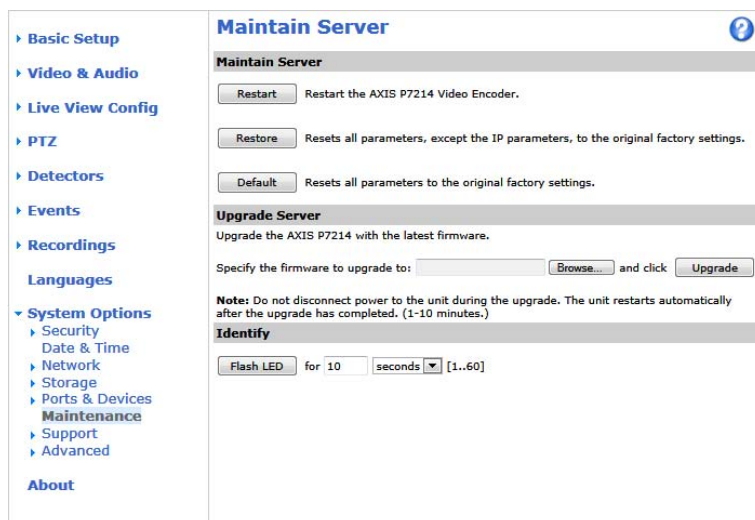 Basic Setup
Video & Audio
Live View Config
PTZ
Detectors
Events
Recordings
Languages
System Options
Security
Date & Time
Network
Storage
Ports & Devices
Maintenance
Support
Advanced
About
Maintain Server
?
Maintain Server
Restart Restart the AXIS P7214 Video Encoder.
Restore Resets all parameters, except the IP parameters, to the original factory settings.
Default Resets all parameters to the original factory settings.
Upgrade Server
Upgrade the AXIS P7214 with the latest firmware.
Specify the firmware to upgrade to: Browse... and click Upgrade
Note: Do not disconnect power to the unit during the upgrade. The unit restarts automatically
after the upgrade has completed. (1-10 minutes.)
Identify
Flash LED for 10 seconds [1..60]